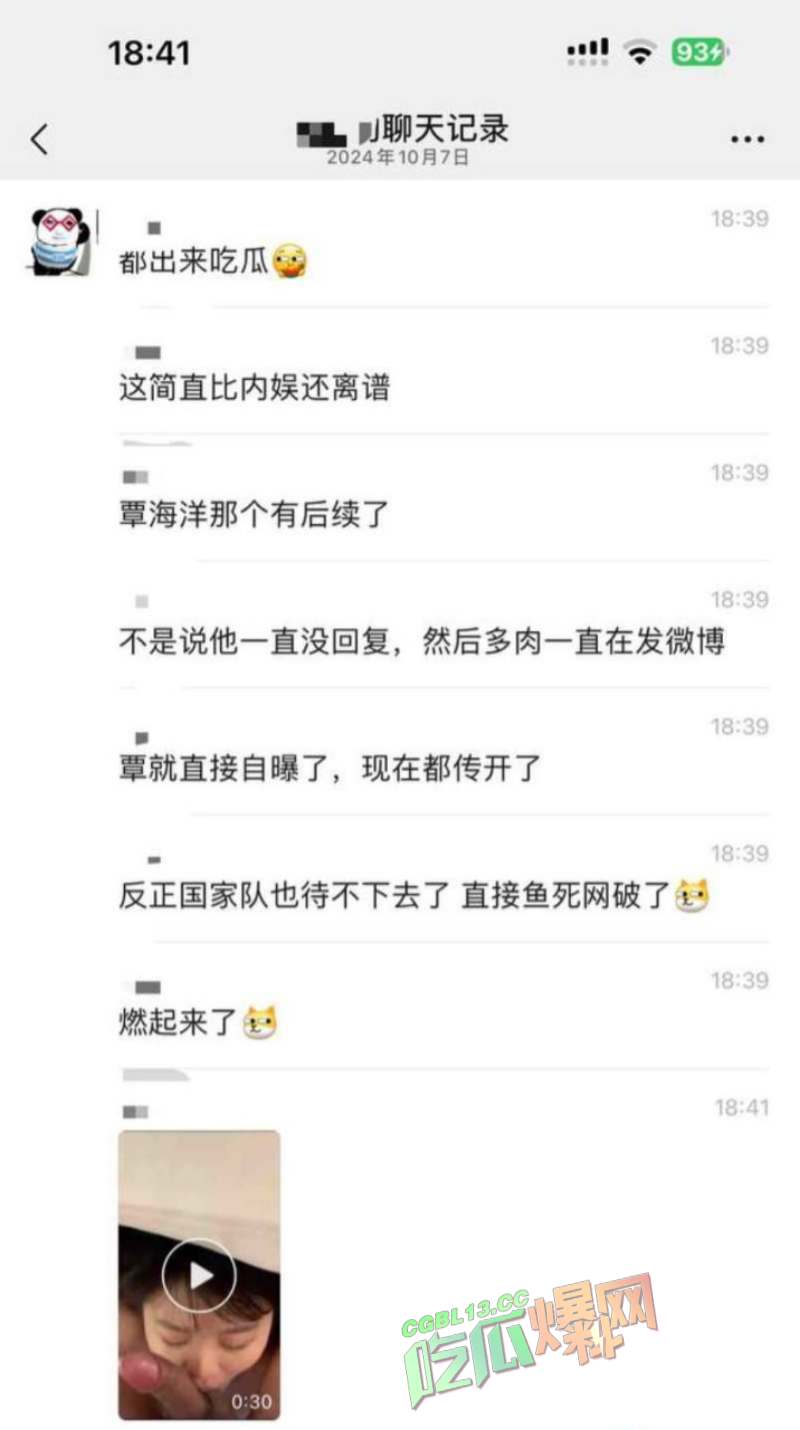 18:41
93
聊天记录
2024年10月7日
18:39
都出来吃瓜
18:39
这简直比内娱还离谱
18:39
覃海洋那个有后续了
18:39
不是说他一直没回复，然后多肉一直在发微博
18:39
覃就直接自曝了，现在都传开了
18:39
反正国家队也待不下去了 直接鱼死网破了
18:39
燃起来了
18:41
0:30
CGBL13.CC
吃瓜爆网